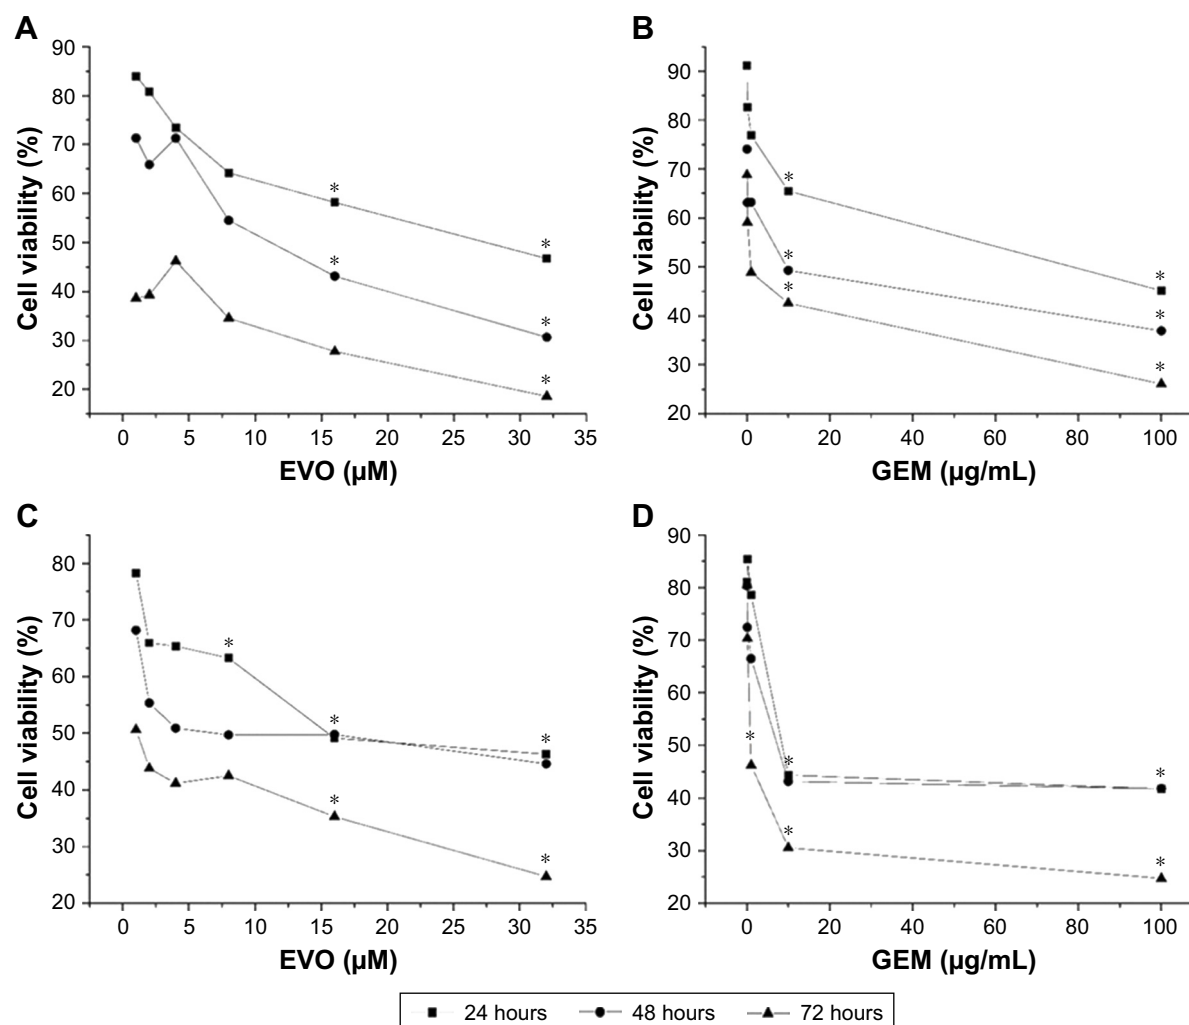 A
90
80
70
60
50
40
30
20
Cell viability (%)
* * * * *
0 5 10 15 20 25 30 35
EVO (µM)
B
90
80
70
60
50
40
30
20
Cell viability (%)
* * * * * *
0 20 40 60 80 100
GEM (µg/mL)
C
80
70
60
50
40
30
20
Cell viability (%)
* * * * *
0 5 10 15 20 25 30 35
EVO (µM)
D
90
80
70
60
50
40
30
20
Cell viability (%)
* * * * *
0 20 40 60 80 100
GEM (µg/mL)
24 hours 48 hours 72 hours